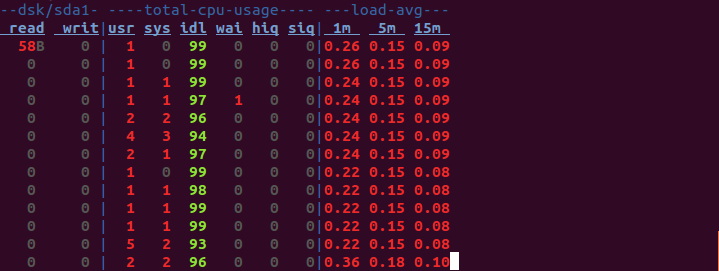 --dsk/sda1- ----total-cpu-usage---- ---load-avg---
 read  writ|usr sys idl wai hiq siq| 1m   5m  15m 
  58B    0 |  1   0  99   0   0   0|0.26 0.15 0.09
   0     0 |  1   0  99   0   0   0|0.26 0.15 0.09
   0     0 |  1   1  99   0   0   0|0.24 0.15 0.09
   0     0 |  1   1  97   1   0   0|0.24 0.15 0.09
   0     0 |  2   2  96   0   0   0|0.24 0.15 0.09
   0     0 |  4   3  94   0   0   0|0.24 0.15 0.09
   0     0 |  2   1  97   0   0   0|0.24 0.15 0.09
   0     0 |  1   0  99   0   0   0|0.22 0.15 0.08
   0     0 |  1   1  98   0   0   0|0.22 0.15 0.08
   0     0 |  1   1  99   0   0   0|0.22 0.15 0.08
   0     0 |  1   1  99   0   0   0|0.22 0.15 0.08
   0     0 |  5   2  93   0   0   0|0.22 0.15 0.08
   0     0 |  2   2  96   0   0   0|0.36 0.18 0.10